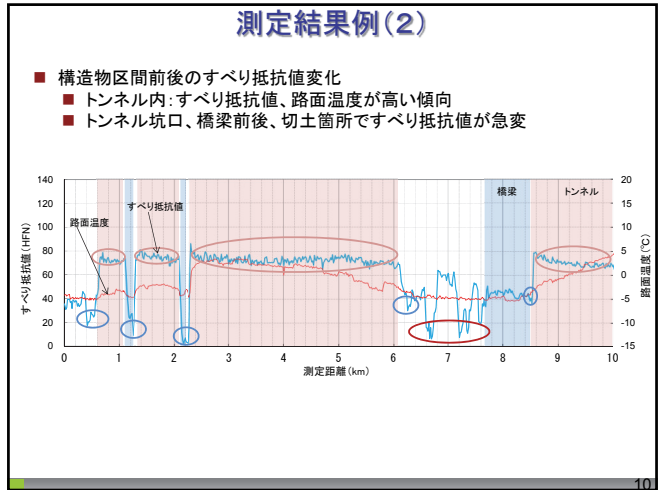 測定結果例(2)
■ 構造物区間前後のすべり抵抗値変化
■ トンネル内:すべり抵抗値、路面温度が高い傾向
■ トンネル坑口、橋梁前後、切土箇所ですべり抵抗値が急変
140
120
100
80
60
40
20
0
すべり抵抗値(HFN)
路面温度
すべり抵抗値
橋梁
トンネル
20
15
10
5
0
-5
-10
-15
路面温度(℃)
0 1 2 3 4 5 6 7 8 9 10
測定距離(km)
10